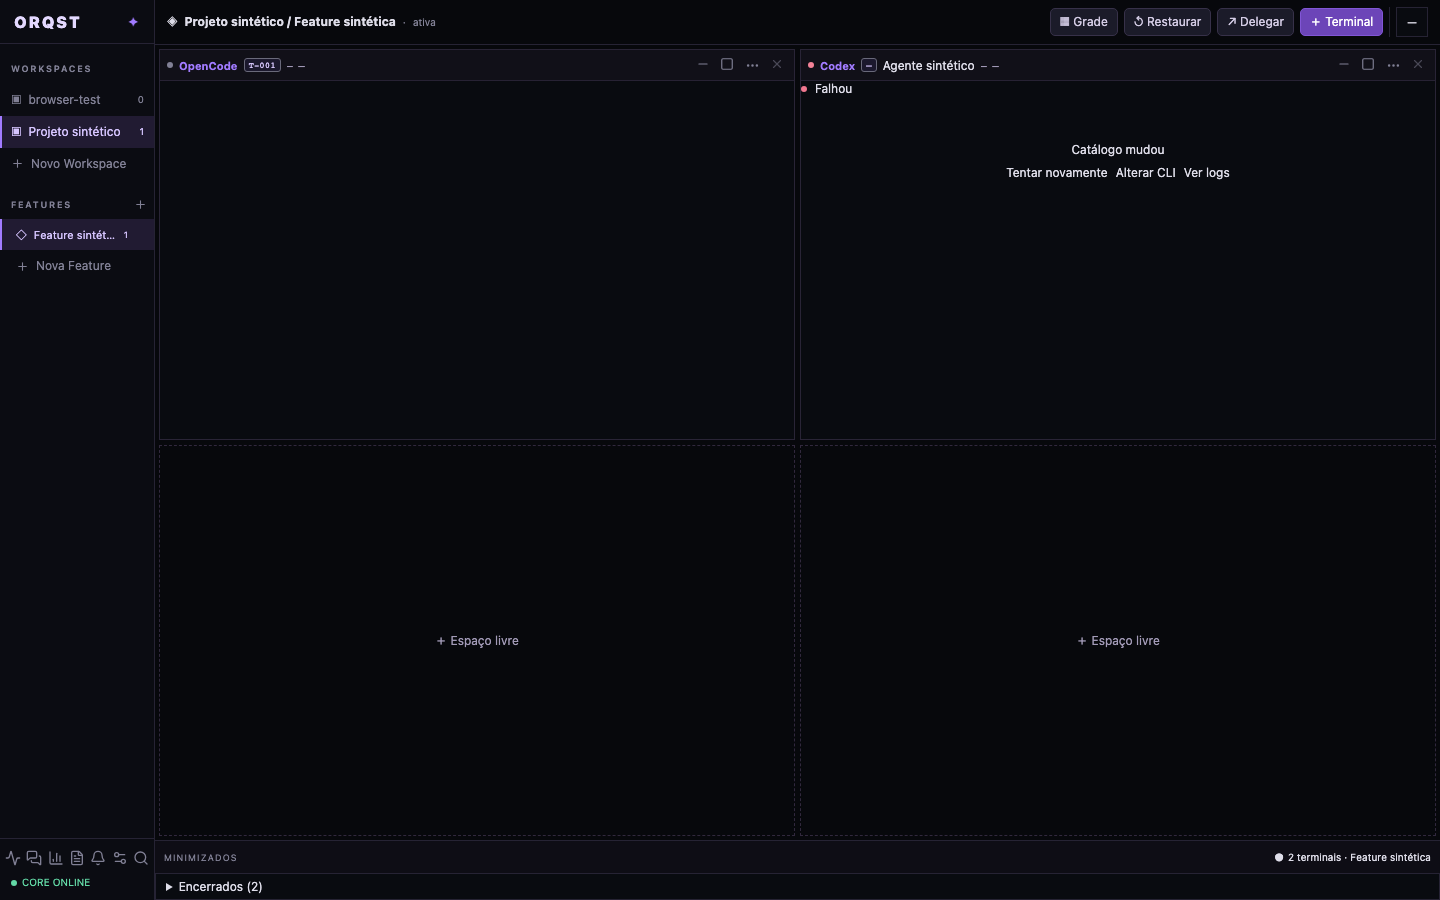 ORQST
WORKSPACES
browser-test 0
Projeto sintético 1
+ Novo Workspace
FEATURES +
Feature sintét... 1
+ Nova Feature
CORE ONLINE
Projeto sintético / Feature sintética · ativa
Grade
Restaurar
Delegar
+ Terminal
OpenCode T-001 — —
Codex — Agente sintético — —
Falhou
Catálogo mudou
Tentar novamente Alterar CLI Ver logs
+ Espaço livre
+ Espaço livre
MINIMIZADOS
2 terminais · Feature sintética
Encerrados (2)